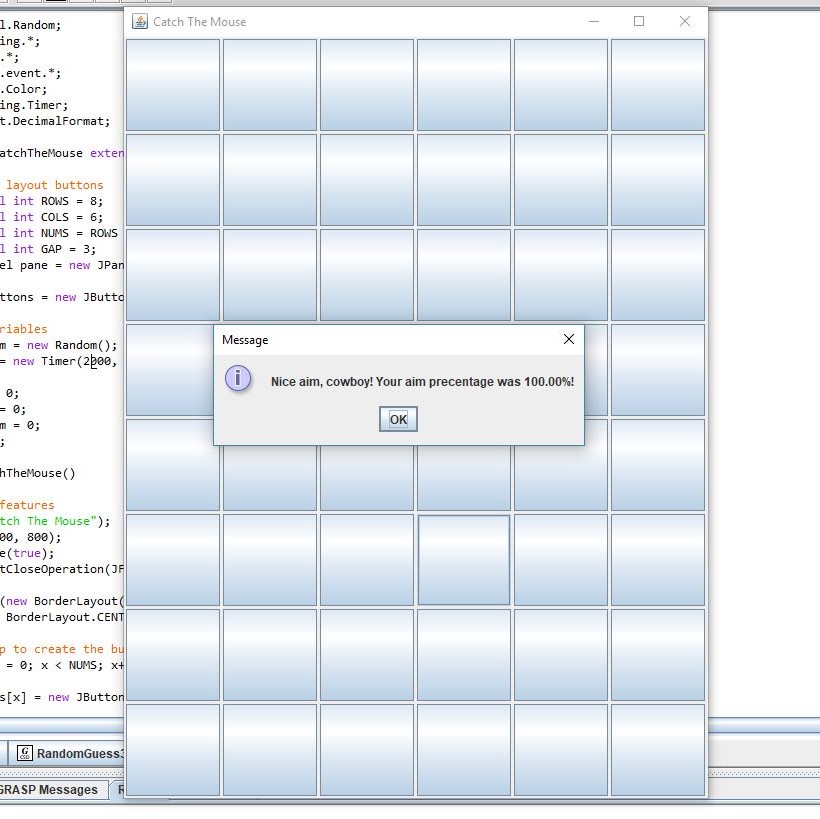 Catch The Mouse
l.Random;
ing.*;
.*;
.event.*;
.Color;
ing.Timer;
t.DecimalFormat;
atchTheMouse exten
layout buttons
l int ROWS = 8;
l int COLS = 6;
l int NUMS = ROWS
l int GAP = 3;
el pane = new JPan
ttons = new JButto
riables
m = new Random();
= new Timer(2000,
0;
= 0;
m = 0;
;
hTheMouse()
features
tch The Mouse");
00, 800);
e(true);
tCloseOperation(JF
(new BorderLayout(
BorderLayout.CENT
p to create the bu
= 0; x < NUMS; x+
s[x] = new JButton
Message
Nice aim, cowboy! Your aim precentage was 100.00%!
OK
RandomGuess3
GRASP Messages
R